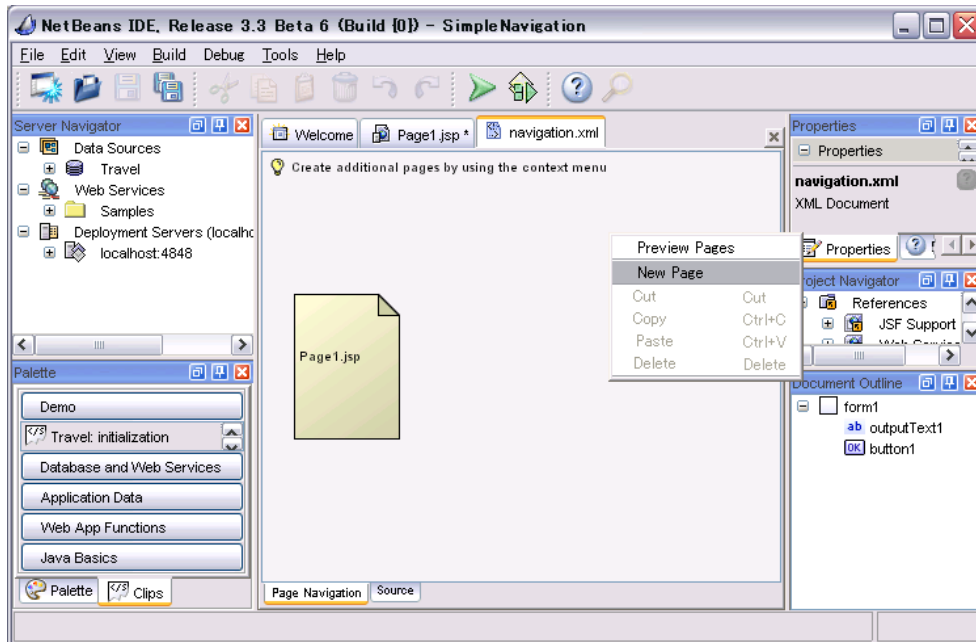 NetBeans IDE, Release 3.3 Beta 6 (Build {0}) - SimpleNavigation
File Edit View Build Debug Tools Help
Server Navigator
Data Sources
Travel
Web Services
Samples
Deployment Servers (localho
localhost:4848
Palette
Demo
Travel: initialization
Database and Web Services
Application Data
Web App Functions
Java Basics
Palette Clips
Welcome Page1.jsp * navigation.xml
Create additional pages by using the context menu
Page1.jsp
Preview Pages
New Page
Cut Cut
Copy Ctrl+C
Paste Ctrl+V
Delete Delete
Page Navigation Source
Properties
Properties
navigation.xml
XML Document
Properties
Project Navigator
References
JSF Support
Document Outline
form1
ab outputText1
OK button1